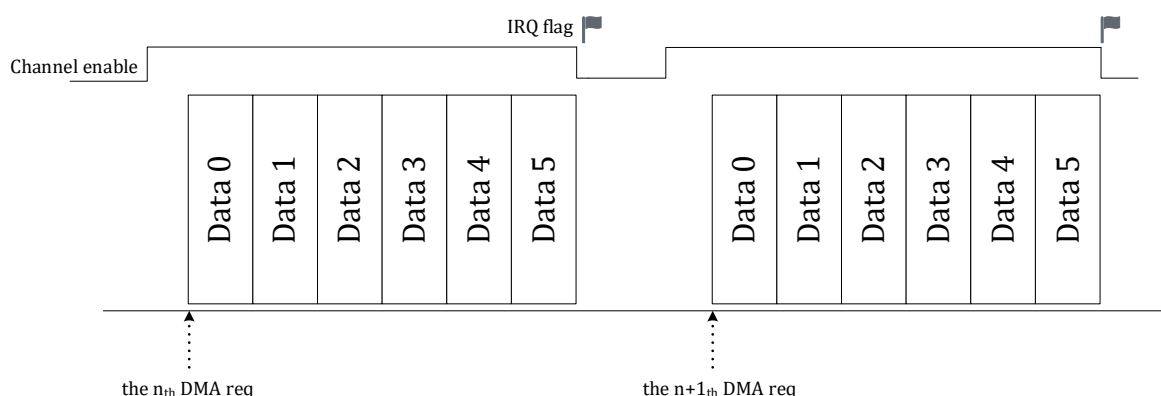 IRQ flag
Channel enable
Data 0
Data 1
Data 2
Data 3
Data 4
Data 5
Data 0
Data 1
Data 2
Data 3
Data 4
Data 5
the nth DMA req
the n+1th DMA req